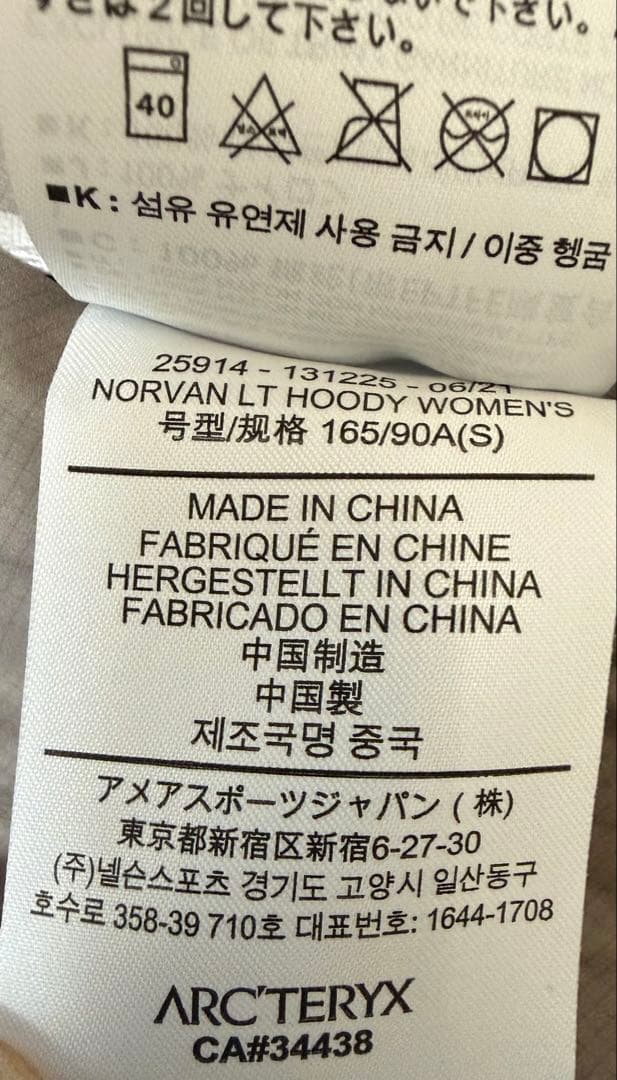 すぎは2回して下さい。
40
■K: 섬유 유연제 사용 금지 / 이중 헹굼
25914 - 131225 - 06/21
NORVAN LT HOODY WOMEN'S
号型/规格 165/90A(S)
MADE IN CHINA
FABRIQUÉ EN CHINE
HERGESTELLT IN CHINA
FABRICADO EN CHINA
中国制造
中国製
제조국명 중국
アメアスポーツジャパン ( 株)
東京都新宿区新宿6-27-30
(주)넬슨스포츠 경기도 고양시 일산동구
호수로 358-39 710호 대표번호: 1644-1708
ARC'TERYX
CA#34438